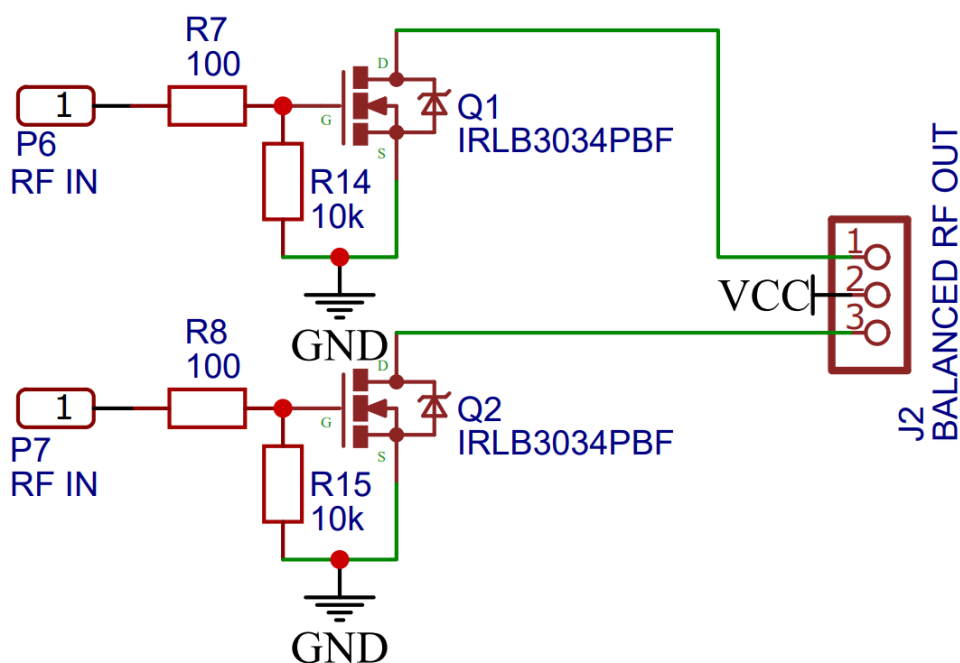 R7
100
1
P6
RF IN
D
G
S
Q1
IRLB3034PBF
R14
10k
GND
1
2
3
VCC
J2
BALANCED RF OUT
R8
100
1
P7
RF IN
D
G
S
Q2
IRLB3034PBF
R15
10k
GND